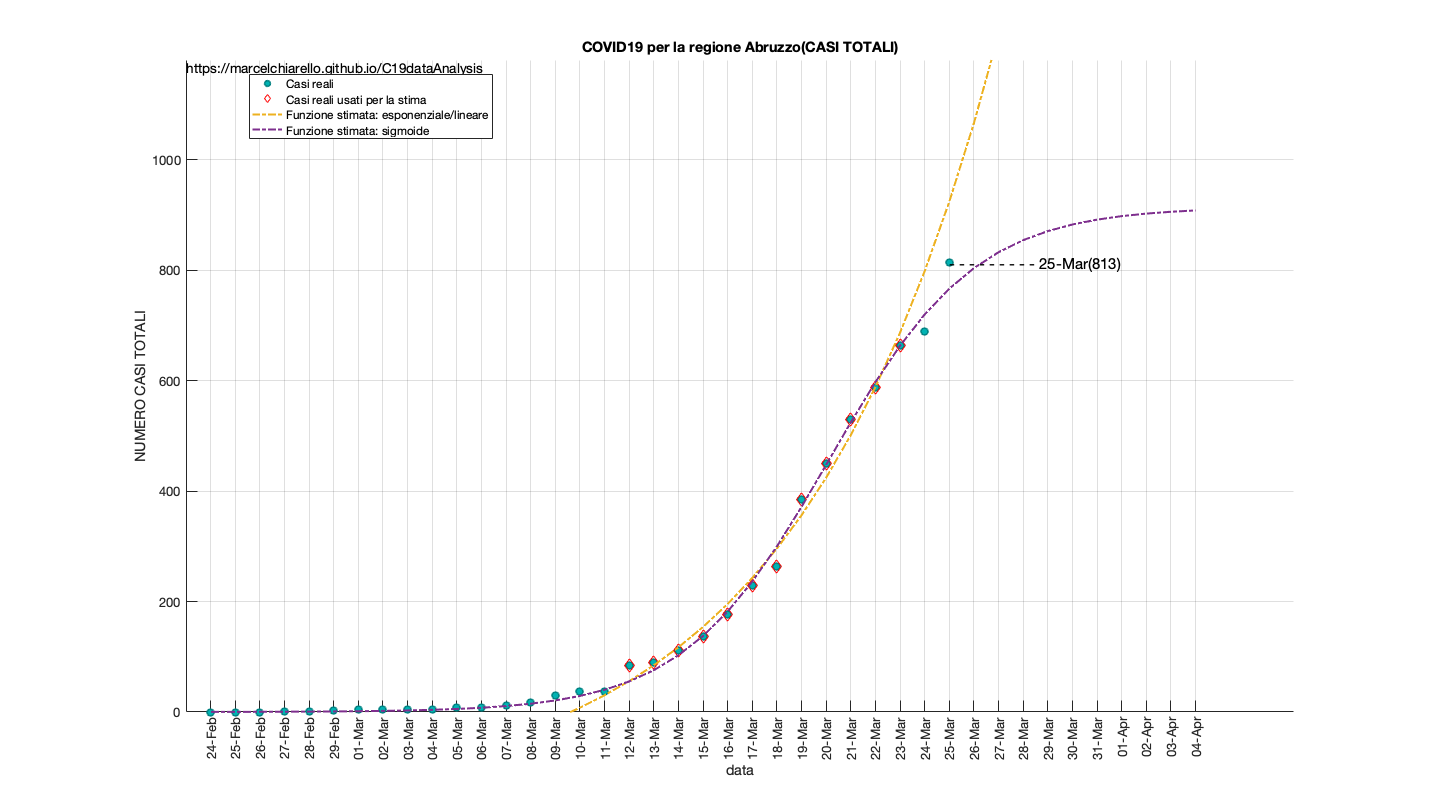 COVID19 per la regione Abruzzo(CASI TOTALI)
https://marcelchiarello.github.io/C19dataAnalysis
Casi reali
Casi reali usati per la stima
Funzione stimata: esponenziale/lineare
Funzione stimata: sigmoide
NUMERO CASI TOTALI
1000
800
600
400
200
0
25-Mar(813)
24-Feb
25-Feb
26-Feb
27-Feb
28-Feb
29-Feb
01-Mar
02-Mar
03-Mar
04-Mar
05-Mar
06-Mar
07-Mar
08-Mar
09-Mar
10-Mar
11-Mar
12-Mar
13-Mar
14-Mar
15-Mar
16-Mar
17-Mar
18-Mar
19-Mar
20-Mar
21-Mar
22-Mar
23-Mar
24-Mar
25-Mar
26-Mar
27-Mar
28-Mar
29-Mar
30-Mar
31-Mar
01-Apr
02-Apr
03-Apr
04-Apr
data